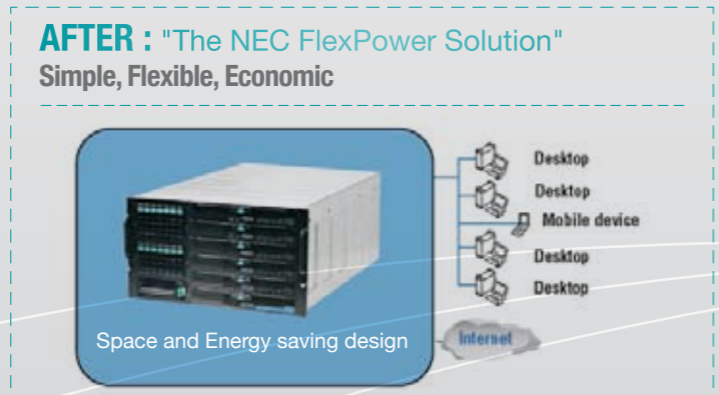 AFTER : "The NEC FlexPower Solution"
Simple, Flexible, Economic
Desktop
Desktop
Mobile device
Desktop
Desktop
Space and Energy saving design
Internet